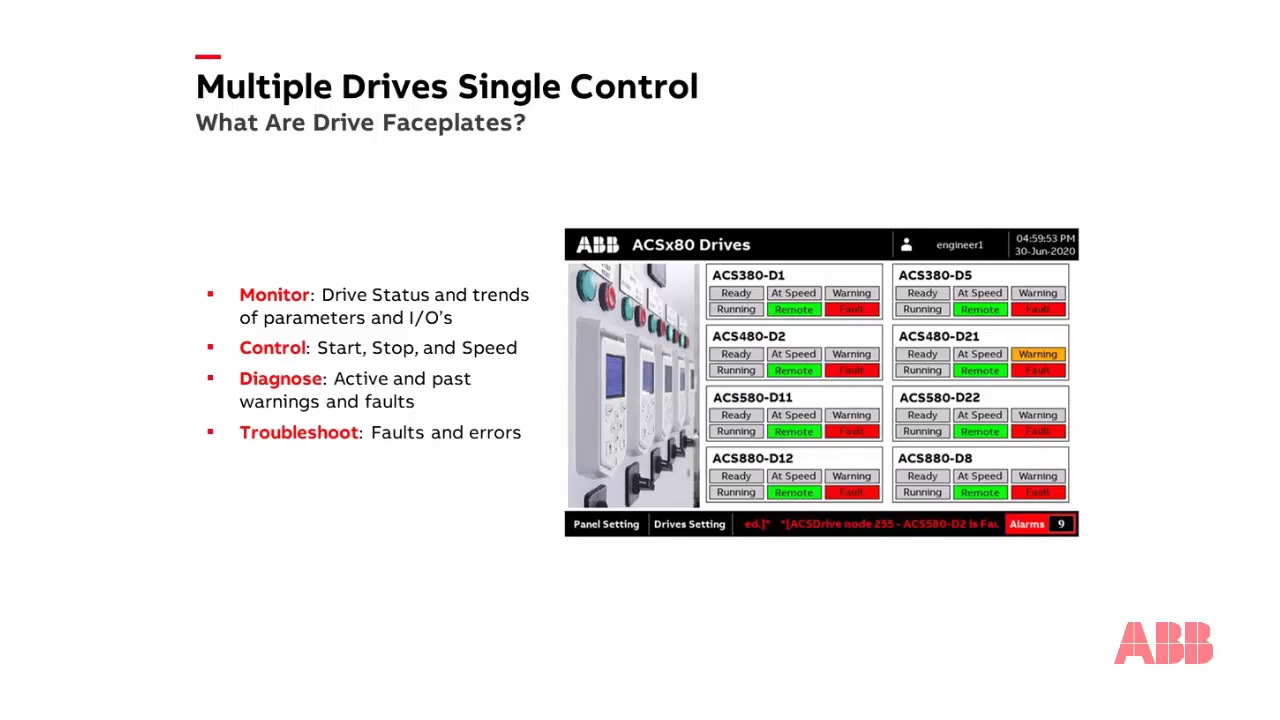 Multiple Drives Single Control
What Are Drive Faceplates?
▪ Monitor: Drive Status and trends
of parameters and I/O's
▪ Control: Start, Stop, and Speed
▪ Diagnose: Active and past
warnings and faults
▪ Troubleshoot: Faults and errors
ABB ACSx80 Drives
engineer1
04:59:53 PM
30-Jun-2020
ACS380-D1
Ready At Speed Warning
Running Remote Fault
ACS380-D5
Ready At Speed Warning
Running Remote Fault
ACS480-D2
Ready At Speed Warning
Running Remote Fault
ACS480-D21
Ready At Speed Warning
Running Remote Fault
ACS580-D11
Ready At Speed Warning
Running Remote Fault
ACS580-D22
Ready At Speed Warning
Running Remote Fault
ACS880-D12
Ready At Speed Warning
Running Remote Fault
ACS880-D8
Ready At Speed Warning
Running Remote Fault
Panel Setting Drives Setting ed.]* *[ACSDrive node 255 - ACS580-D2 is Fau Alarms 9
ABB